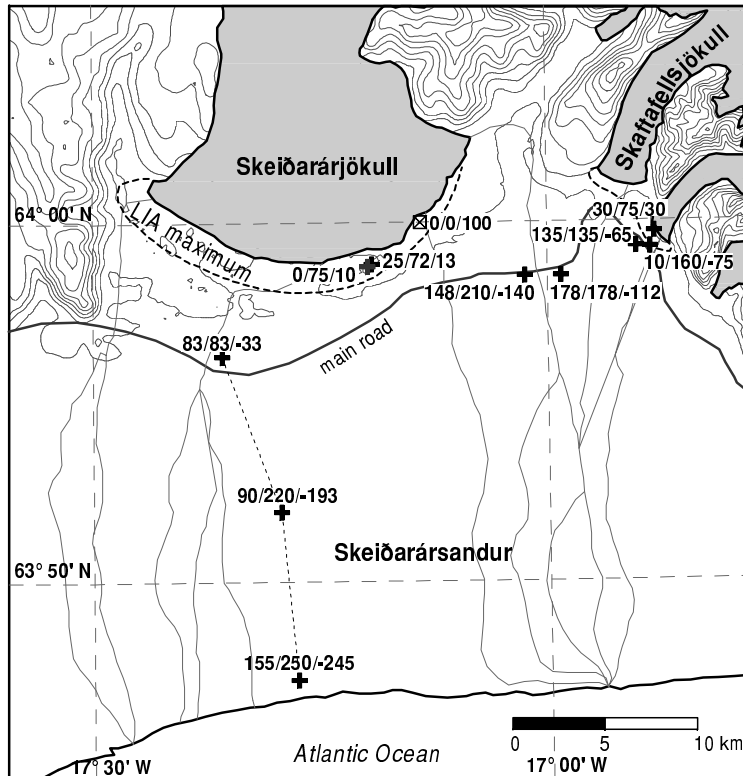 Skaftafellsjökull
Skeiðarárjökull
64° 00' N
LIA maximum
0/0/100
30/75/30
135/135/-65
10/160/-75
25/72/13
0/75/10
148/210/-140
178/178/-112
83/83/-33
main road
90/220/-193
Skeiðarársandur
63° 50' N
155/250/-245
0 5 10 km
Atlantic Ocean
17° 30' W
17° 00' W